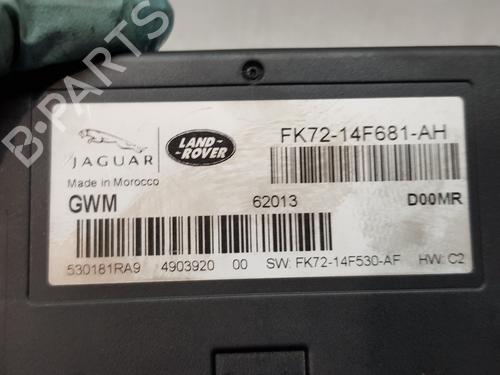 B-PARTS
JAGUAR
LAND-
-ROVER
FK72-14F681-AH
Made in Morocco
GWM
62013
D00MR
530181RA9 4903920 00 SW: FK72-14F530-AF HW: C2